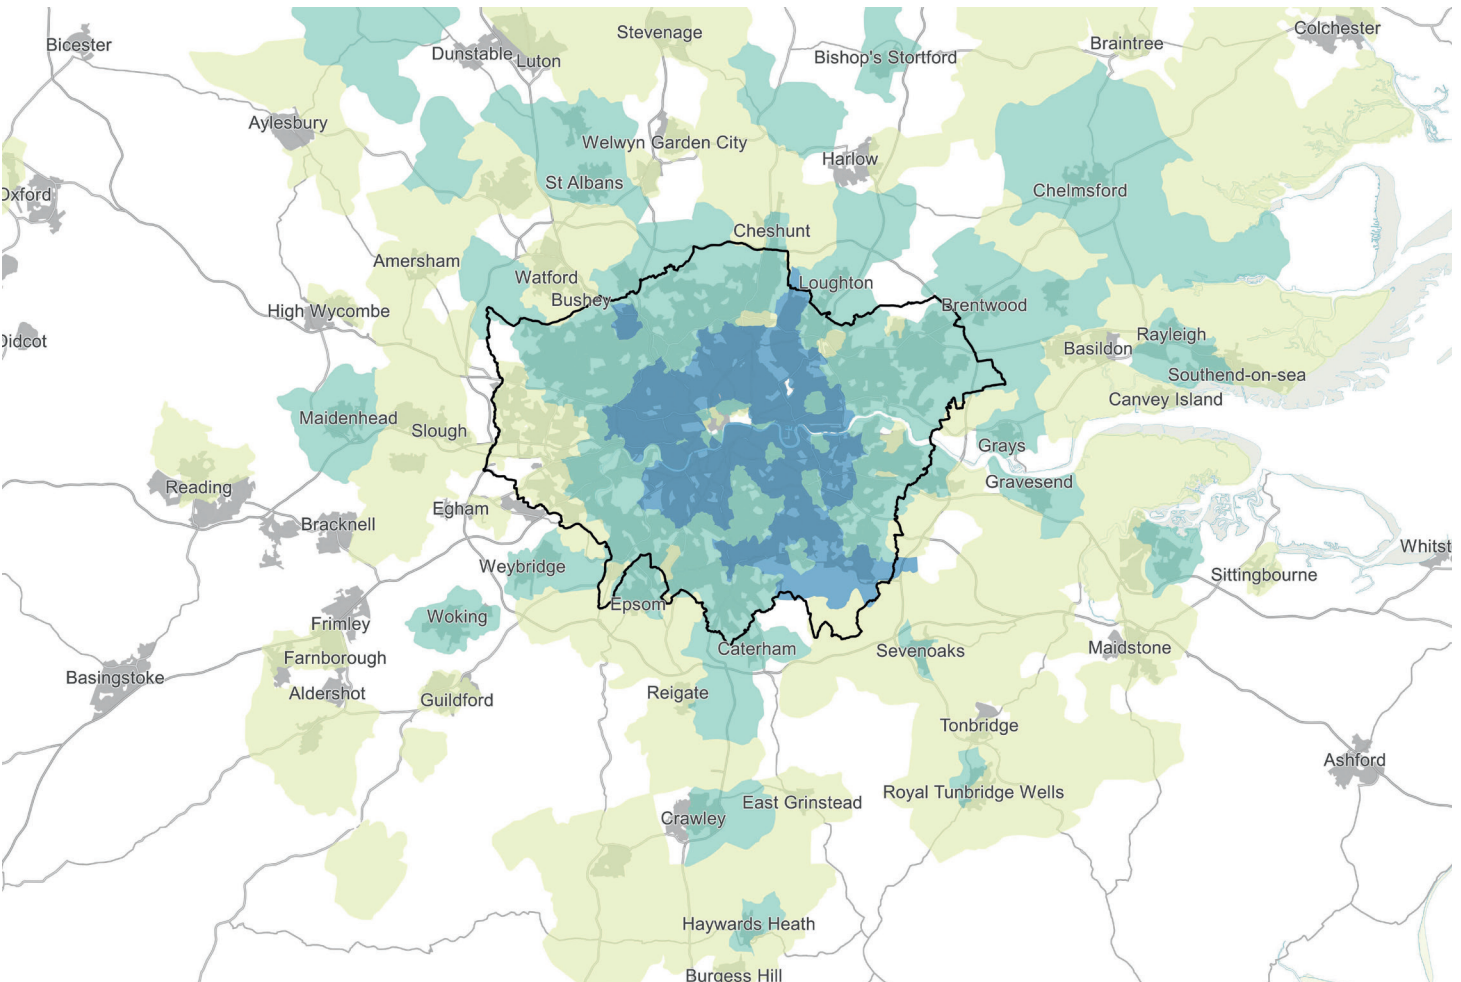 Stevenage
Colchester
Bicester
Braintree
Dunstable
Luton
Bishop's Stortford
Aylesbury
Welwyn Garden City
Harlow
St Albans
Chelmsford
Oxford
Cheshunt
Amersham
Watford
Loughton
Bushey
Brentwood
High Wycombe
Rayleigh
Didcot
Basildon
Southend-on-sea
Canvey Island
Maidenhead
Slough
Grays
Gravesend
Reading
Egham
Bracknell
Whitst
Weybridge
Sittingbourne
Epsom
Woking
Frimley
Caterham
Sevenoaks
Maidstone
Farnborough
Basingstoke
Aldershot
Reigate
Guildford
Tonbridge
Ashford
Royal Tunbridge Wells
East Grinstead
Crawley
Haywards Heath
Burgess Hill